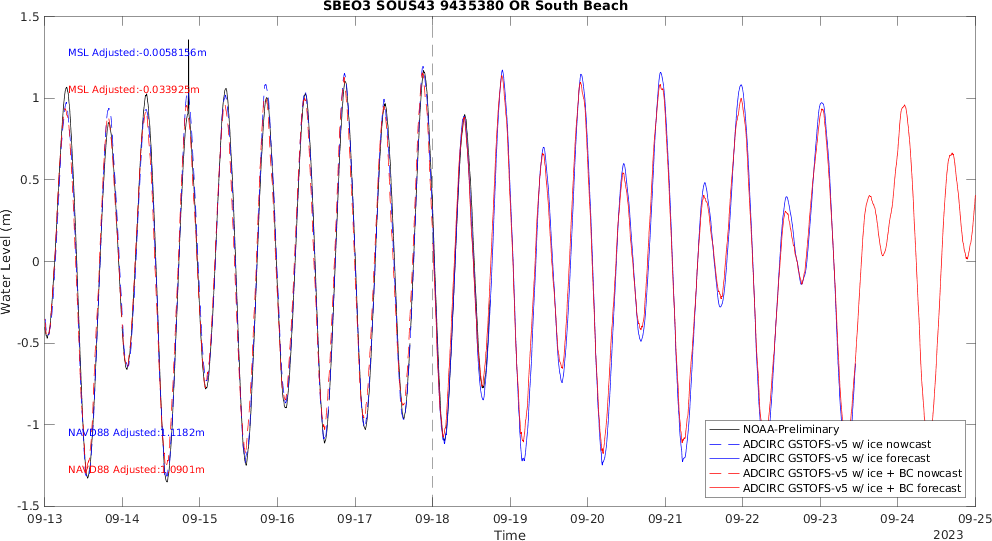 SBEO3 SOUS43 9435380 OR South Beach
1.5
MSL Adjusted:-0.0058156m
MSL Adjusted:-0.033925m
1
0.5
0
-0.5
-1
-1.5
Water Level (m)
NAVD88 Adjusted:1.1182m
NAVD88 Adjusted:1.0901m
NOAA-Preliminary
ADCIRC GSTOFS-v5 w/ ice nowcast
ADCIRC GSTOFS-v5 w/ ice forecast
ADCIRC GSTOFS-v5 w/ ice + BC nowcast
ADCIRC GSTOFS-v5 w/ ice + BC forecast
09-13 09-14 09-15 09-16 09-17 09-18 09-19 09-20 09-21 09-22 09-23 09-24 09-25
Time
2023